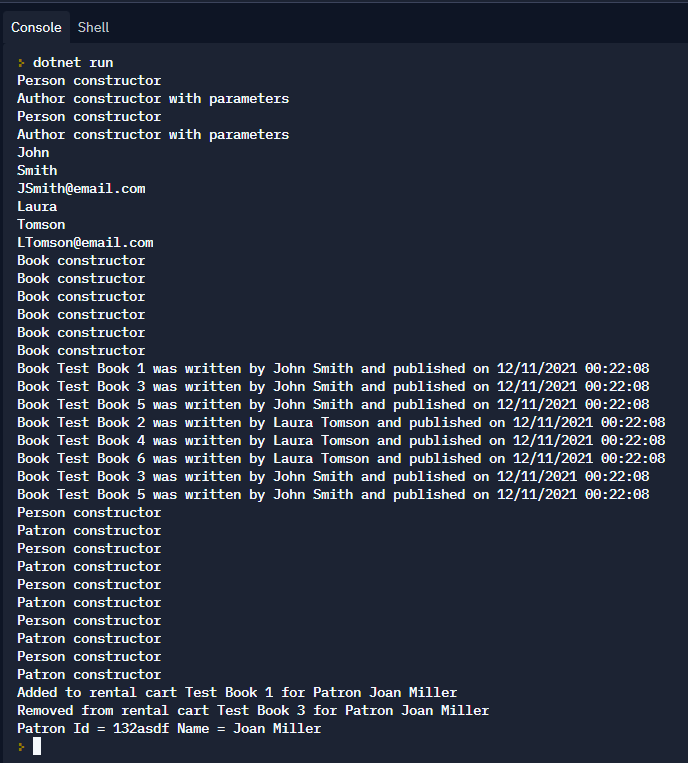 Console Shell
> dotnet run
Person constructor
Author constructor with parameters
Person constructor
Author constructor with parameters
John
Smith
JSmith@email.com
Laura
Tomson
LTomson@email.com
Book constructor
Book constructor
Book constructor
Book constructor
Book constructor
Book constructor
Book Test Book 1 was written by John Smith and published on 12/11/2021 00:22:08
Book Test Book 3 was written by John Smith and published on 12/11/2021 00:22:08
Book Test Book 5 was written by John Smith and published on 12/11/2021 00:22:08
Book Test Book 2 was written by Laura Tomson and published on 12/11/2021 00:22:08
Book Test Book 4 was written by Laura Tomson and published on 12/11/2021 00:22:08
Book Test Book 6 was written by Laura Tomson and published on 12/11/2021 00:22:08
Book Test Book 3 was written by John Smith and published on 12/11/2021 00:22:08
Book Test Book 5 was written by John Smith and published on 12/11/2021 00:22:08
Person constructor
Patron constructor
Person constructor
Patron constructor
Person constructor
Patron constructor
Person constructor
Patron constructor
Person constructor
Patron constructor
Added to rental cart Test Book 1 for Patron Joan Miller
Removed from rental cart Test Book 3 for Patron Joan Miller
Patron Id = 132asdf Name = Joan Miller
>